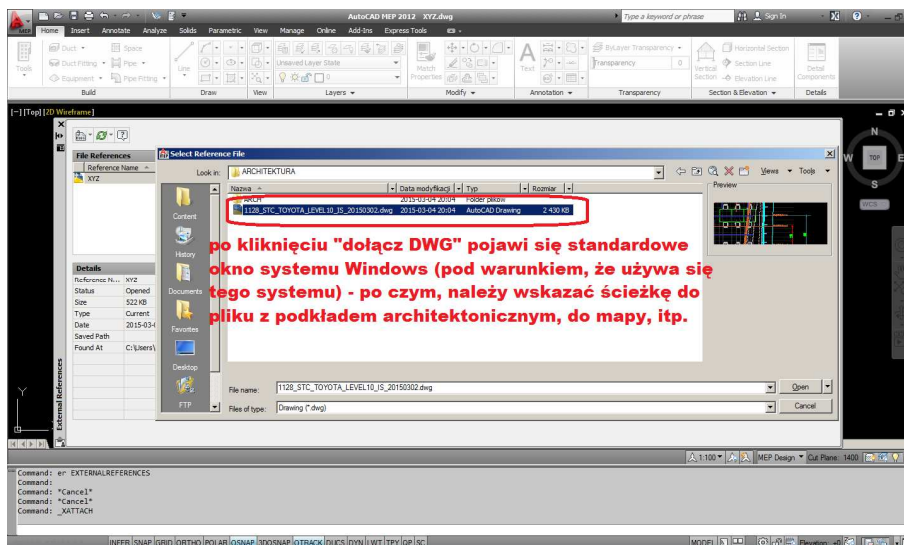 AutoCAD MEP 2012 XYZ.dwg
Type a keyword or phrase
Sign In
MEP
Home Insert Annotate Analyze Solids Parametric View Manage Online Add-Ins Express Tools
Tools
Duct
Space
Duct Fitting
Pipe
Equipment
Pipe Fitting
Line
Unsaved Layer State
0
Match
Properties
Text
ByLayer Transparency
Transparency 0
Vertical
Section
Horizontal Section
Section Line
Elevation Line
Detail
Components
Build Draw View Layers Modify Annotation Transparency Section & Elevation Details
[−] [Top] [2D Wireframe]
N
W TOP E
S
WCS
File References
Reference Name
XYZ
Details
Reference N... XYZ
Status Opened
Size 522 KB
Type Current
Date 2015-03-
Saved Path
Found At C:\Users\
External References
Select Reference File
Look in: ARCHITEKTURA
Views Tools
Nazwa Data modyfikacji Typ Rozmiar
ARCH 2015-03-04 20:04 Folder plików
1128_STC_TOYOTA_LEVEL10_IS_20150302.dwg 2015-03-04 20:04 AutoCAD Drawing 2 430 KB
Preview
Content
History
Documents
Favorites
Desktop
FTP
po kliknięciu "dołącz DWG" pojawi się standardowe
okno systemu Windows (pod warunkiem, że używa się
tego systemu) - po czym, należy wskazać ścieżkę do
pliku z podkładem architektonicznym, do mapy, itp.
File name: 1128_STC_TOYOTA_LEVEL10_IS_20150302.dwg
Open
Files of type: Drawing (*.dwg)
Cancel
Y
1:100 MEP Design Cut Plane: 1400
Command: er EXTERNALREFERENCES
Command:
Command: *Cancel*
Command: *Cancel*
Command: _XATTACH
INFER SNAP GRID ORTHO POLAR OSNAP 3DOSNAP OTRACK DUCS DYN LWT TPY QP SC
MODEL
Elevation: +0